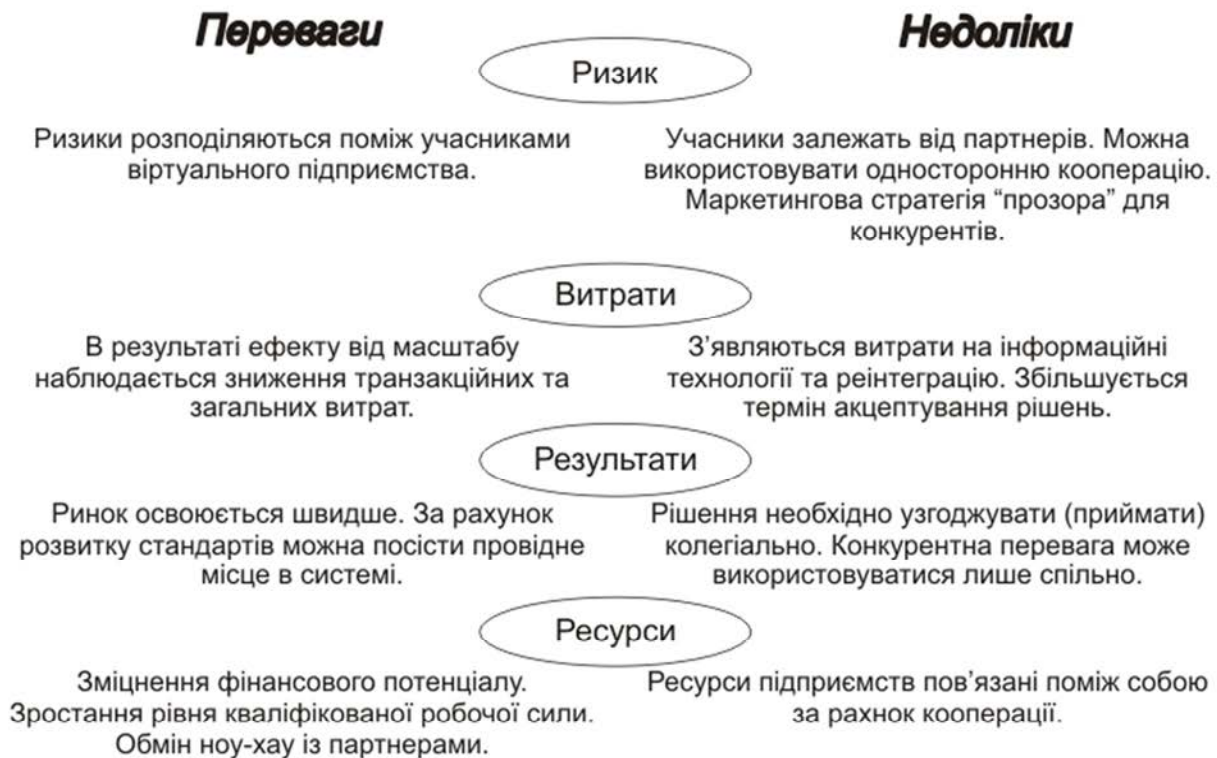 Переваги
Недоліки
Ризик
Ризики розподіляються поміж учасниками
віртуального підприємства.
Учасники залежать від партнерів. Можна
використовувати односторонню кооперацію.
Маркетингова стратегія “прозора” для
конкурентів.
Витрати
В результаті ефекту від масштабу
наблюдається зниження транзакційних та
загальних витрат.
З’являються витрати на інформаційні
технології та реінтеграцію. Збільшується
термін акцептування рішень.
Результати
Ринок освоюється швидше. За рахунок
розвитку стандартів можна посісти провідне
місце в системі.
Рішення необхідно узгоджувати (приймати)
колегіально. Конкурентна перевага може
використовуватися лише спільно.
Ресурси
Зміцнення фінансового потенціалу.
Зростання рівня кваліфікованої робочої сили.
Обмін ноу-хау із партнерами.
Ресурси підприємств пов’язані поміж собою
за рахнок кооперації.